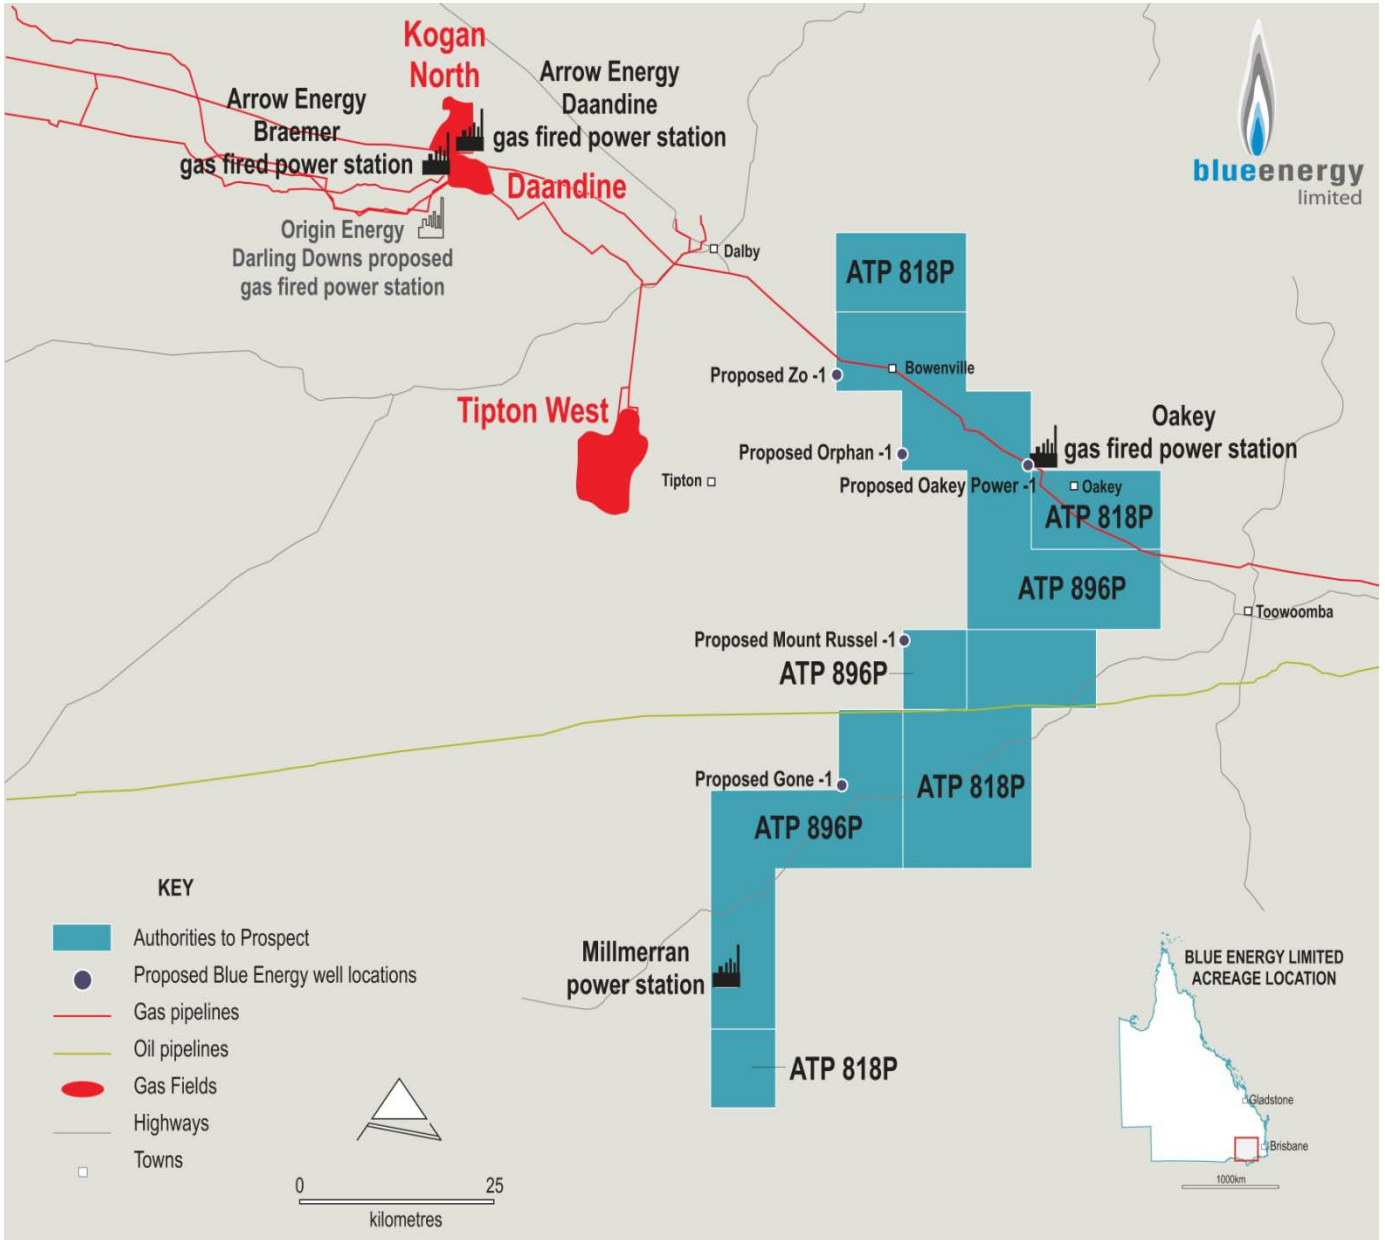 Kogan
North
Arrow Energy
Daandine
gas fired power station
Arrow Energy
Braemer
gas fired power station
Daandine
Origin Energy
Darling Downs proposed
gas fired power station
blueenergy
limited
Dalby
ATP 818P
Proposed Zo -1
Bowenville
Tipton West
Oakey
gas fired power station
Proposed Orphan -1
Tipton
Proposed Oakey Power -1
Oakey
ATP 818P
ATP 896P
Toowoomba
Proposed Mount Russel -1
ATP 896P
Proposed Gone -1
ATP 818P
ATP 896P
Millmerran
power station
ATP 818P
KEY
Authorities to Prospect
Proposed Blue Energy well locations
Gas pipelines
Oil pipelines
Gas Fields
Highways
Towns
0 25
kilometres
BLUE ENERGY LIMITED
ACREAGE LOCATION
Gladstone
Brisbane
1000km